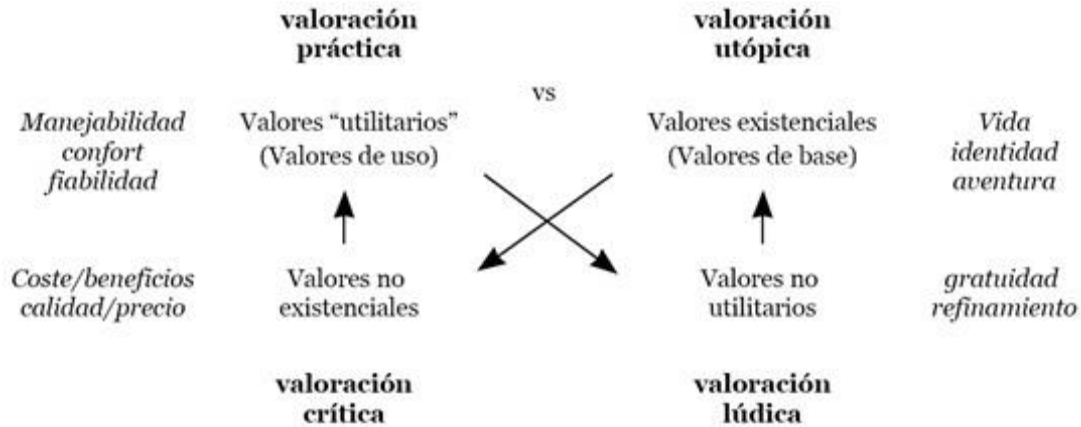 valoración
práctica
valoración
utópica
vs
Manejabilidad
confort
fiabilidad
Valores “utilitarios”
(Valores de uso)
Valores existenciales
(Valores de base)
Vida
identidad
aventura
Coste/beneficios
calidad/precio
Valores no
existenciales
Valores no
utilitarios
gratuidad
refinamiento
valoración
crítica
valoración
lúdica